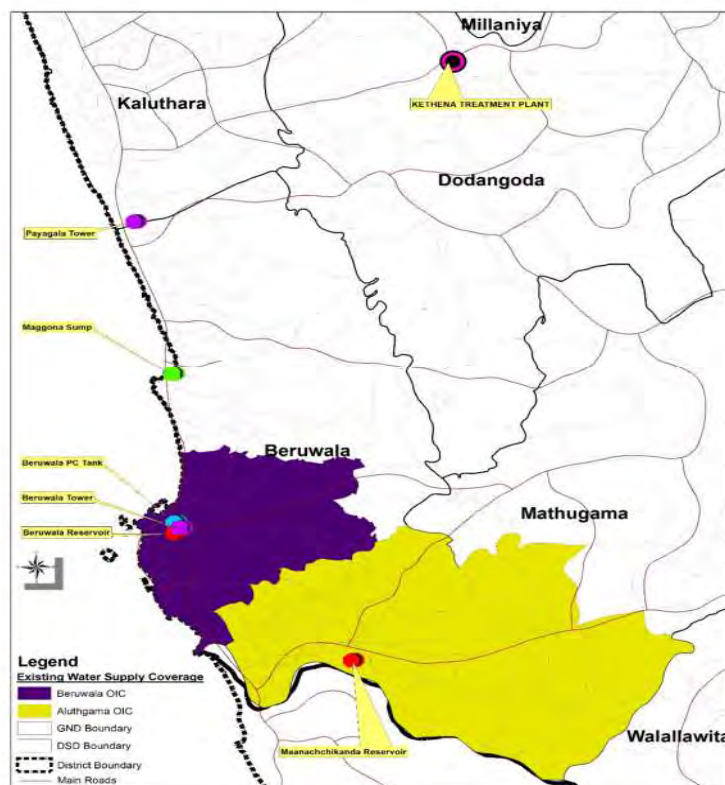 Millaniya
KETHENA TREATMENT PLANT
Kaluthara
Dodangoda
Payagala Tower
Maggona Sump
Beruwala
Beruwala PC Tank
Beruwala Tower
Mathugama
Beruwala Reservoir
Legend
Existing Water Supply Coverage
Beruwala OIC
Aluthgama OIC
GND Boundary
DSD Boundary
District Boundary
Main Roads
Walallawita
Maanachchikanda Reservoir